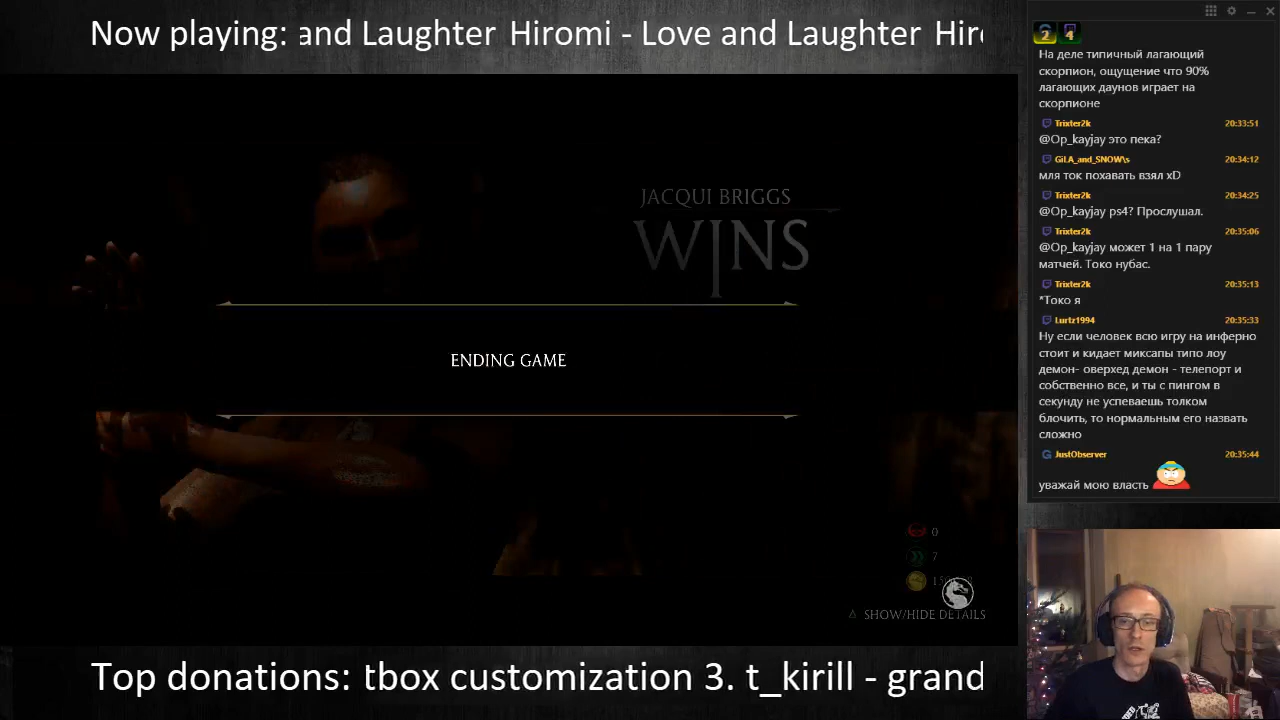 Now playing: and Laughter Hiromi - Love and Laughter Hir
2 4
На деле типичный лагающий
скорпион, ощущение что 90%
лагающих даунов играет на
скорпионе
Trixter2k 20:33:51
@Op_kayjay это пека?
GiLA_and_SNOW\s 20:34:12
мля ток похавать взял xD
Trixter2k 20:34:25
@Op_kayjay ps4? Прослушал.
Trixter2k 20:35:06
@Op_kayjay может 1 на 1 пару
матчей. Токо нубас.
Trixter2k 20:35:13
*Токо я
Lurtz1994 20:35:33
Ну если человек всю игру на инферно
стоит и кидает миксапы типо лоу
демон- оверхед демон - телепорт и
собственно все, и ты с пингом в
секунду не успеваешь толком
блочить, то нормальным его назвать
сложно
JustObserver 20:35:44
уважай мою власть
JACQUI BRIGGS
WINS
ENDING GAME
0
7
SHOW/HIDE DETAILS
Top donations: tbox customization 3. t_kirill - grand